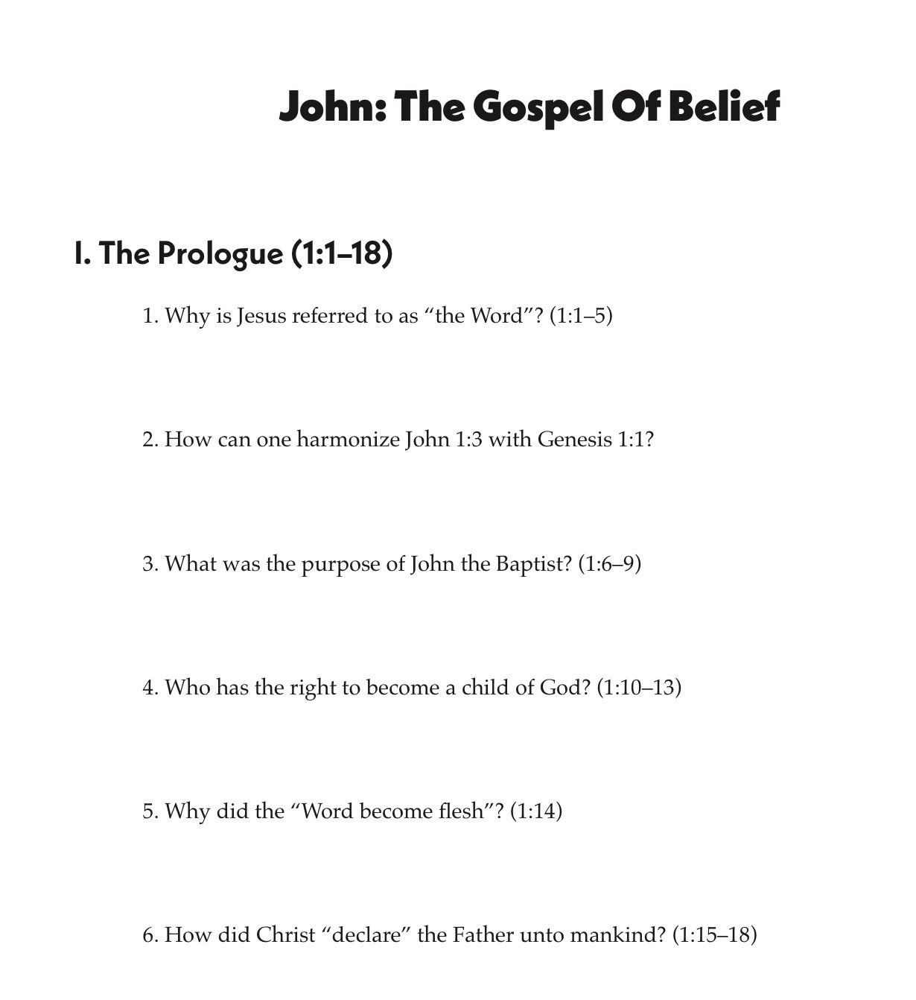 John: The Gospel Of Belief
I. The Prologue (1:1–18)
1. Why is Jesus referred to as “the Word”? (1:1–5)
2. How can one harmonize John 1:3 with Genesis 1:1?
3. What was the purpose of John the Baptist? (1:6–9)
4. Who has the right to become a child of God? (1:10–13)
5. Why did the “Word become flesh”? (1:14)
6. How did Christ “declare” the Father unto mankind? (1:15–18)